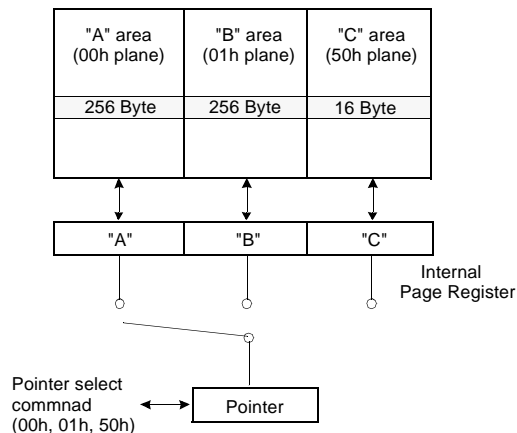 "A" area
(00h plane)
"B" area
(01h plane)
"C" area
(50h plane)
256 Byte
256 Byte
16 Byte
"A"
"B"
"C"
Internal
Page Register
Pointer select
commnad
(00h, 01h, 50h)
Pointer